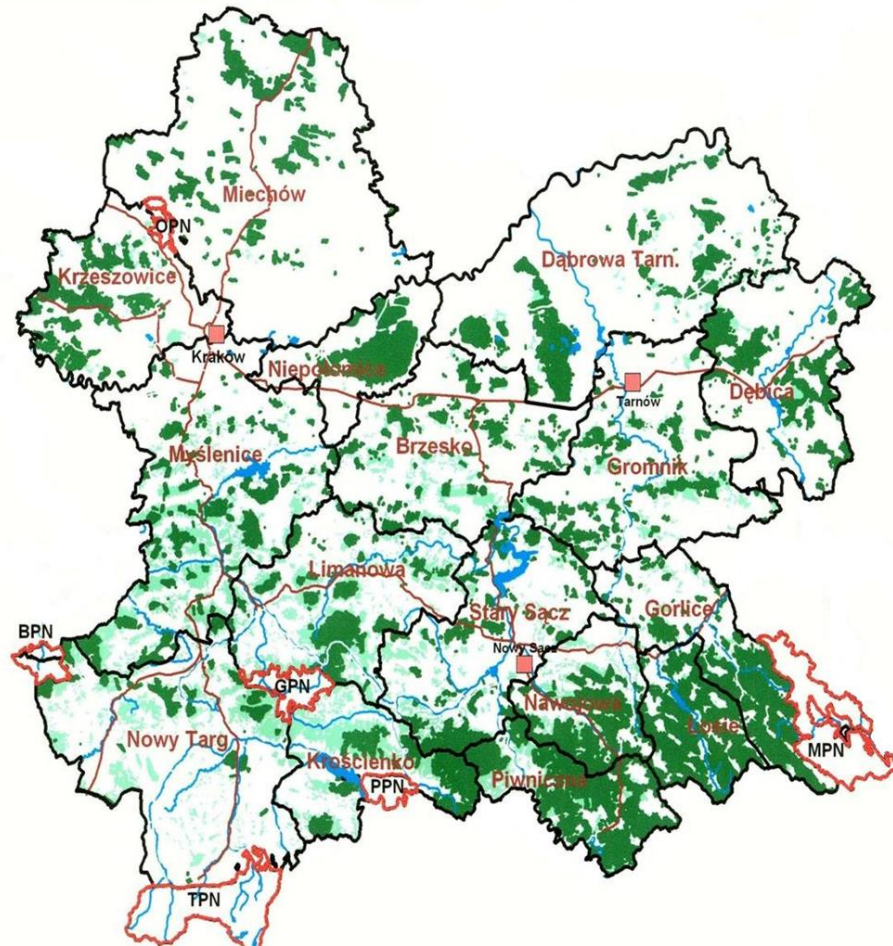 Miechów
OPN
Dąbrowa Tarn.
Krzeszowice
Kraków
Niepołomice
Tarnów
Dębica
Myślenice
Brzesko
Gromnik
Limanowa
Stary Sącz
Gorlice
BPN
Nowy Sącz
GPN
Nawojowa
Łosie
Nowy Targ
MPN
Krościenko
Piwniczna
PPN
TPN